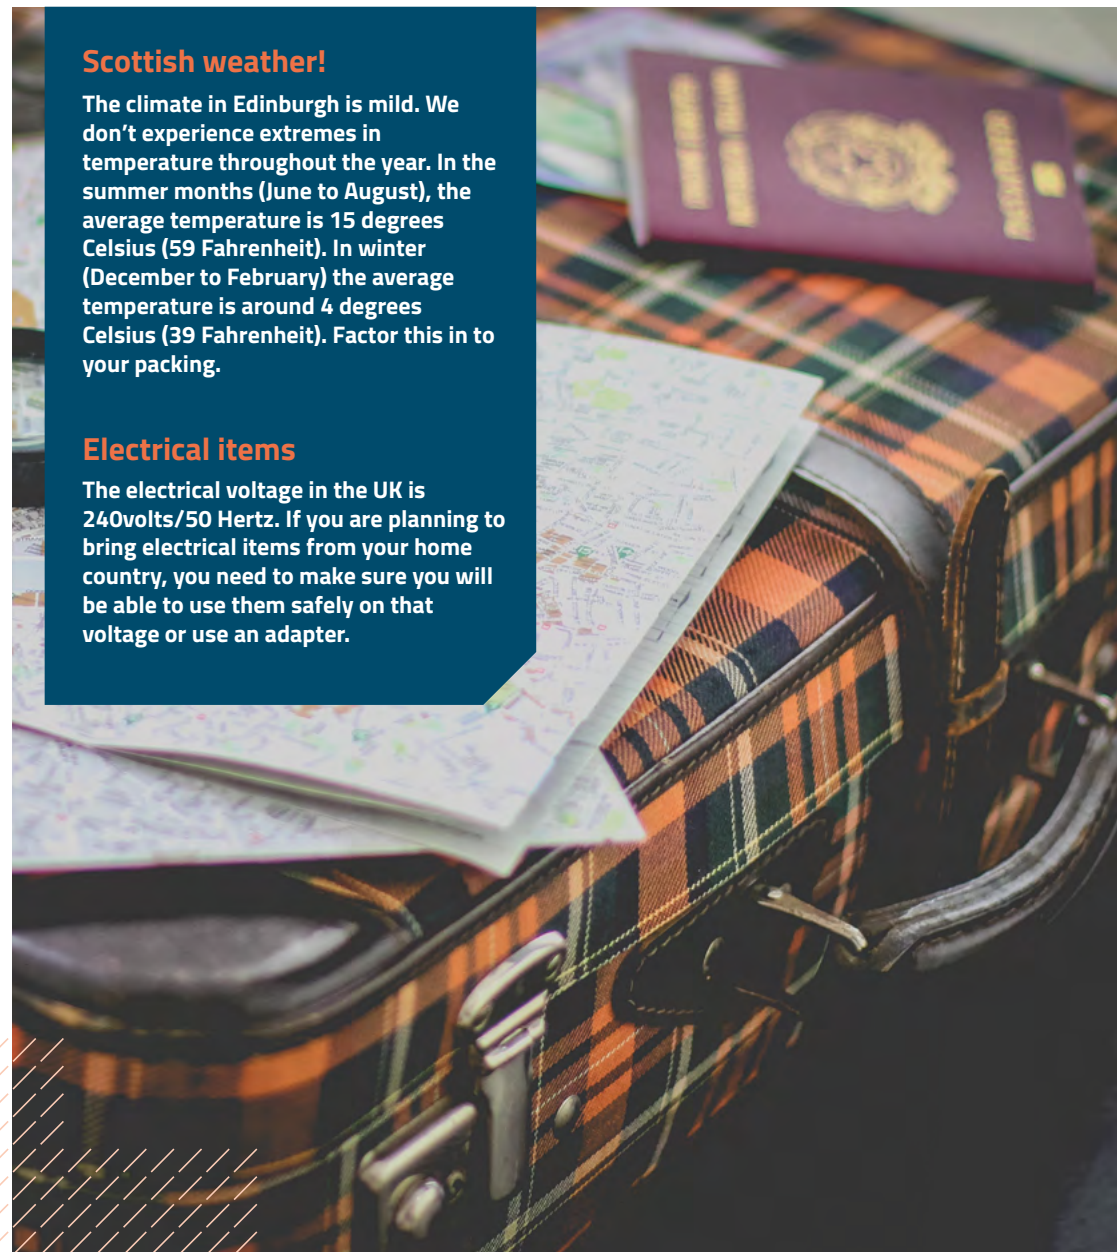 Scottish weather!
The climate in Edinburgh is mild. We
don’t experience extremes in
temperature throughout the year. In the
summer months (June to August), the
average temperature is 15 degrees
Celsius (59 Fahrenheit). In winter
(December to February) the average
temperature is around 4 degrees
Celsius (39 Fahrenheit). Factor this in to
your packing.
Electrical items
The electrical voltage in the UK is
240volts/50 Hertz. If you are planning to
bring electrical items from your home
country, you need to make sure you will
be able to use them safely on that
voltage or use an adapter.